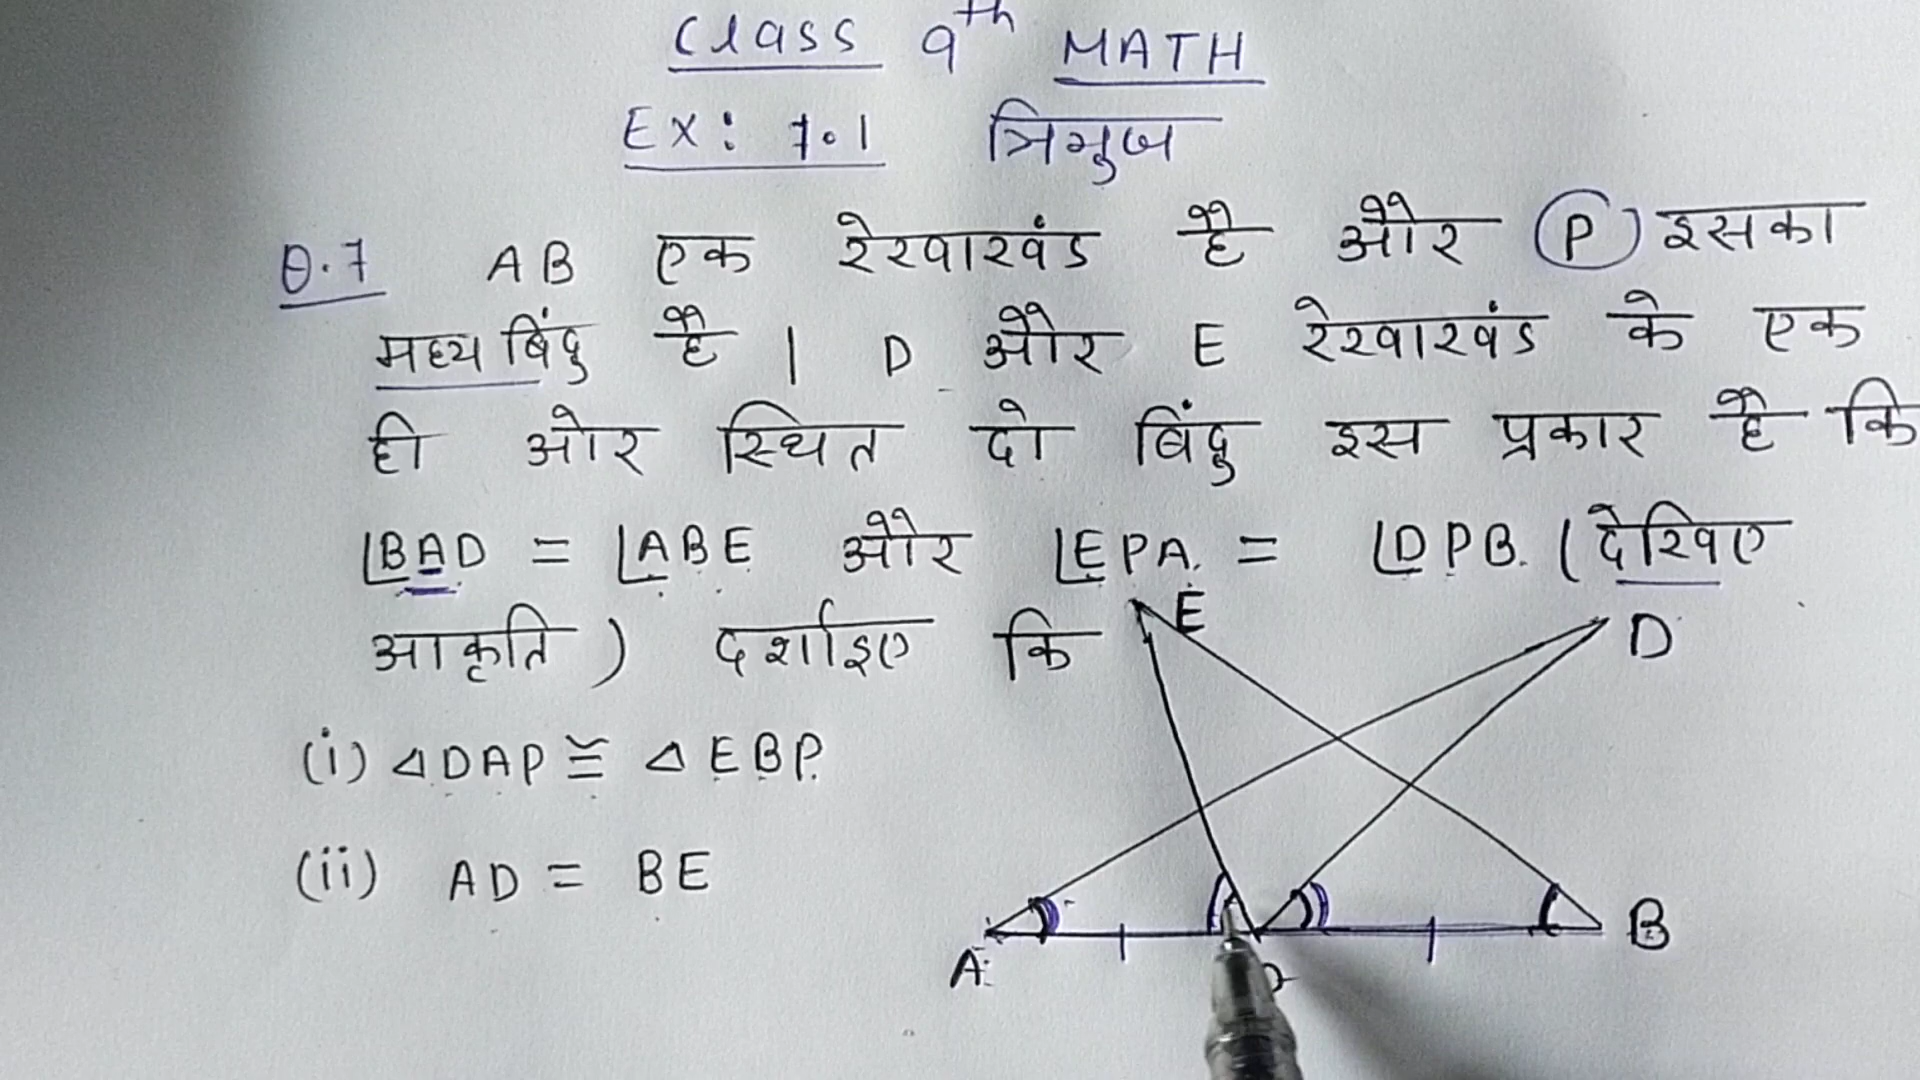 Class 9th MATH
Ex: 7.1 त्रिभुज
Q.7 AB एक रेखाखंड है और P इसका
मध्य बिंदु है | D और E रेखाखंड के एक
ही ओर स्थित दो बिंदु इस प्रकार है कि
∠BAD = ∠ABE और ∠EPA = ∠DPB. (देखिए
आकृति) दर्शाइए कि
E
D
(i) △DAP ≅ △EBP
(ii) AD = BE
A
B